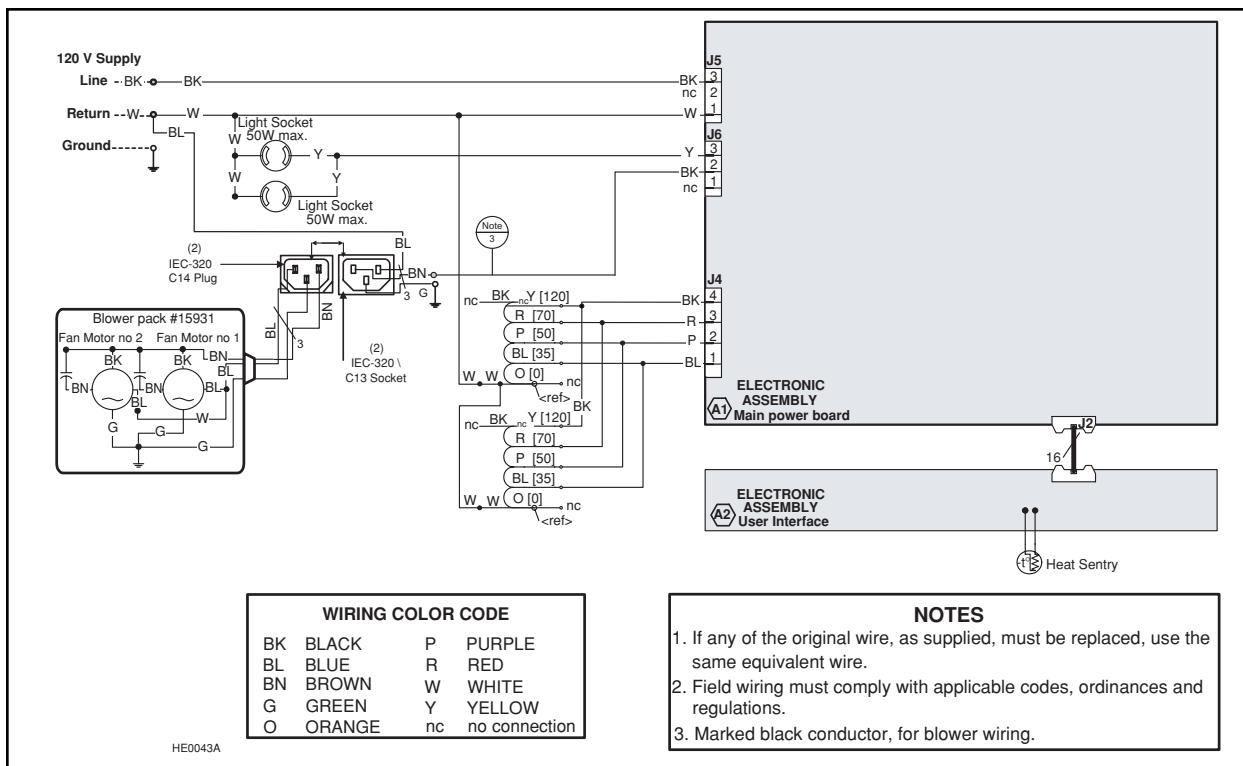 120 V Supply
Line
BK
BK
BK
J5
3
nc
2
Return
W
W
W
1
BL
Light Socket
50W max.
W
J6
Ground
Y
Y
3
BK
2
W
Y
nc
1
Light Socket
50W max.
Note
3
BL
(2)
IEC-320
C14 Plug
BN
3
G
J4
nc
BK
nc
Y [120]
BK
4
R [70]
R
3
P [50]
P
2
BL [35]
BL
1
O [0]
nc
W
W
<ref>
BK
Blower pack #15931
BL
3
BN
(2)
IEC-320 \
C13 Socket
Fan Motor no 2
Fan Motor no 1
BK
BK
BN
BL
BN
BN
BL
BL
W
G
G
G
nc
BK
nc
Y [120]
R [70]
P [50]
BL [35]
O [0]
nc
W
W
<ref>
A1
ELECTRONIC
ASSEMBLY
Main power board
J2
16
A2
ELECTRONIC
ASSEMBLY
User Interface
-t°
Heat Sentry
WIRING COLOR CODE
BK BLACK P PURPLE
BL BLUE R RED
BN BROWN W WHITE
G GREEN Y YELLOW
O ORANGE nc no connection
NOTES
1. If any of the original wire, as supplied, must be replaced, use the
same equivalent wire.
2. Field wiring must comply with applicable codes, ordinances and
regulations.
3. Marked black conductor, for blower wiring.
HE0043A